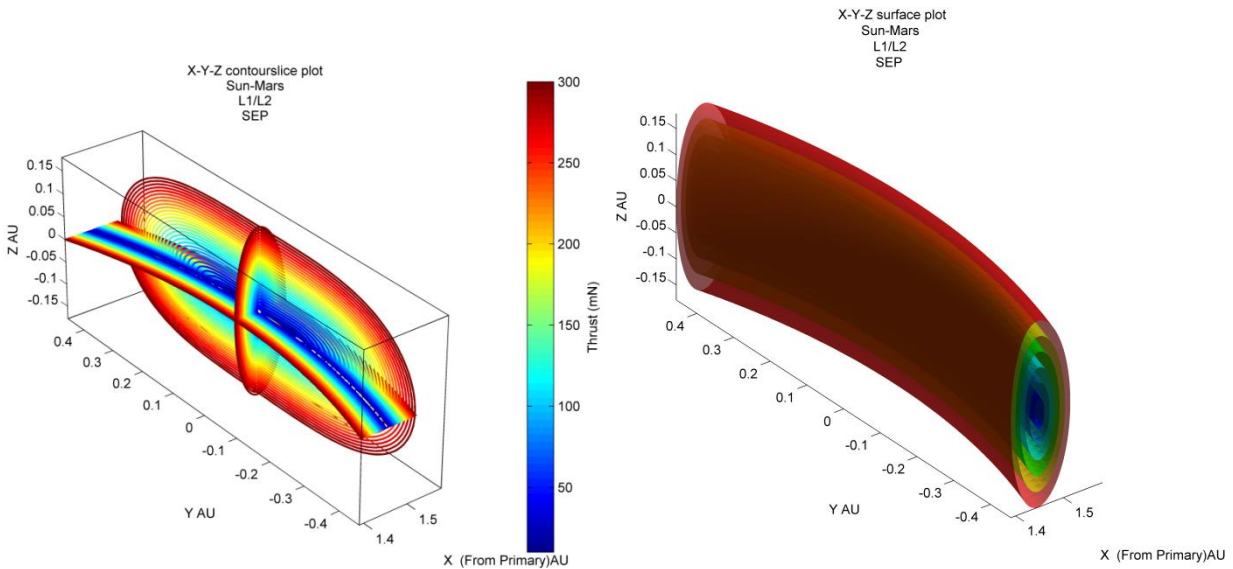 X-Y-Z contourslice plot
Sun-Mars
L1/L2
SEP
0.15
0.1
0.05
0
-0.05
-0.1
-0.15
Z AU
0.4
0.3
0.2
0.1
0
-0.1
-0.2
-0.3
-0.4
Y AU
1.4
1.5
X (From Primary)AU
300
250
200
150
100
50
Thrust (mN)
X-Y-Z surface plot
Sun-Mars
L1/L2
SEP
0.15
0.1
0.05
0
-0.05
-0.1
-0.15
Z AU
0.4
0.3
0.2
0.1
0
-0.1
-0.2
-0.3
-0.4
Y AU
1.4
1.5
X (From Primary)AU